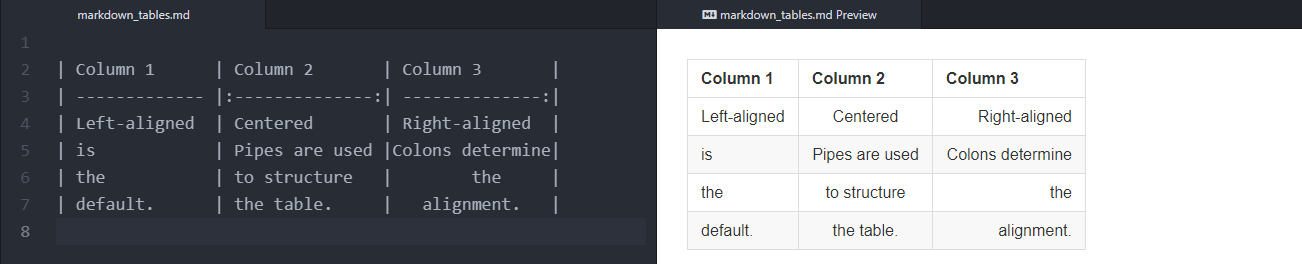 markdown_tables.md
1
2 | Column 1      | Column 2       | Column 3      |
3 | ------------- |:--------------:| --------------:|
4 | Left-aligned  | Centered       | Right-aligned  |
5 | is            | Pipes are used |Colons determine|
6 | the           | to structure   |        the     |
7 | default.      | the table.     |   alignment.   |
8
markdown_tables.md Preview
Column 1 Column 2 Column 3
Left-aligned Centered Right-aligned
is Pipes are used Colons determine
the to structure the
default. the table. alignment.